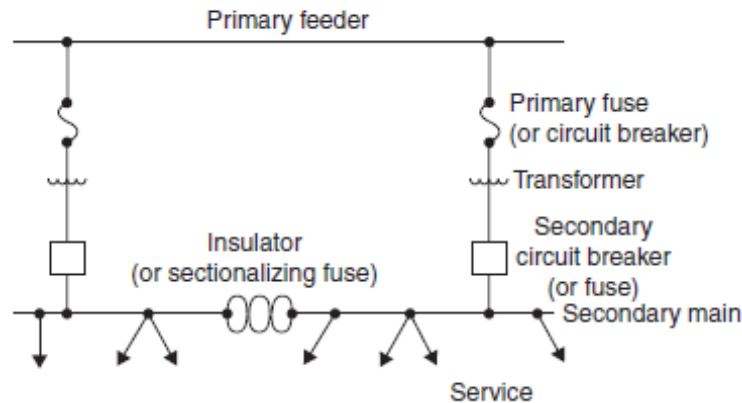 Primary feeder
Primary fuse
(or circuit breaker)
Transformer
Insulator
(or sectionalizing fuse)
Secondary
circuit breaker
(or fuse)
Secondary main
Service